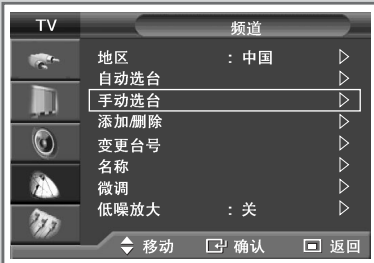 TV 频道
地区 : 中国
自动选台
手动选台
添加/删除
变更台号
名称
微调
低噪放大 : 关
移动 确认 返回